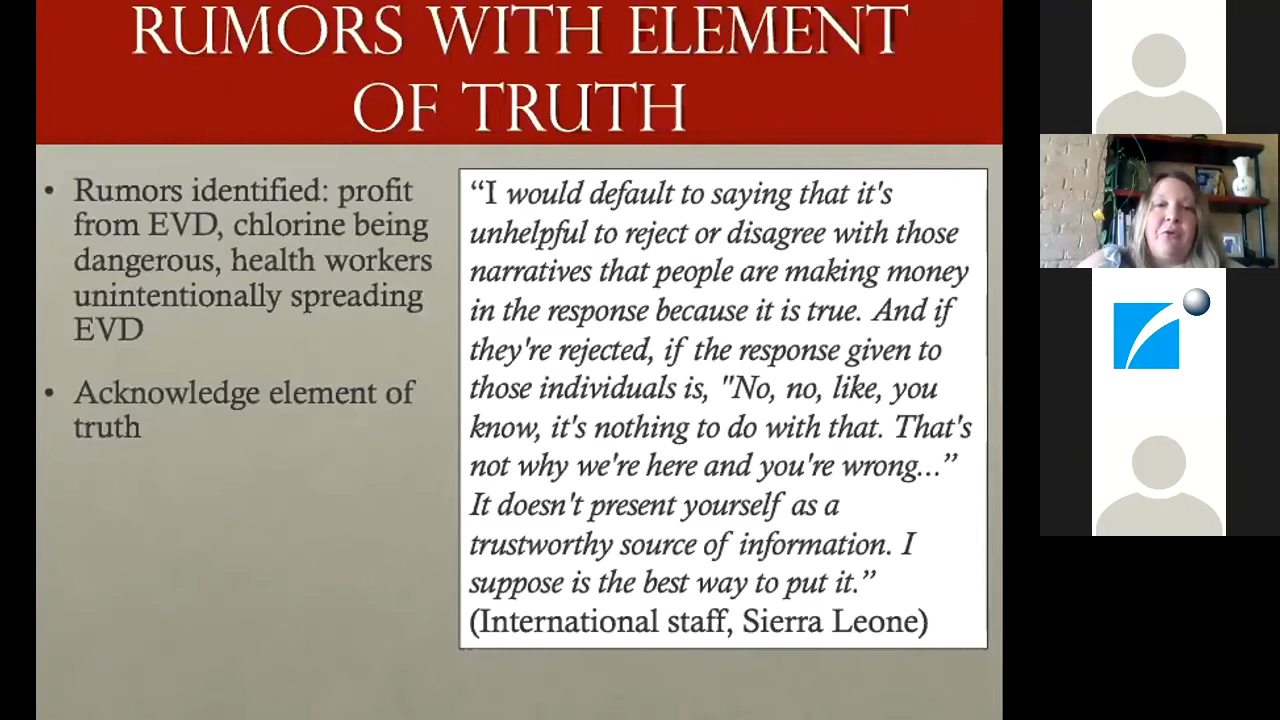 RUMORS WITH ELEMENT
OF TRUTH
• Rumors identified: profit
from EVD, chlorine being
dangerous, health workers
unintentionally spreading
EVD
• Acknowledge element of
truth
“I would default to saying that it's
unhelpful to reject or disagree with those
narratives that people are making money
in the response because it is true. And if
they're rejected, if the response given to
those individuals is, "No, no, like, you
know, it's nothing to do with that. That's
not why we're here and you're wrong...”
It doesn't present yourself as a
trustworthy source of information. I
suppose is the best way to put it.”
(International staff, Sierra Leone)